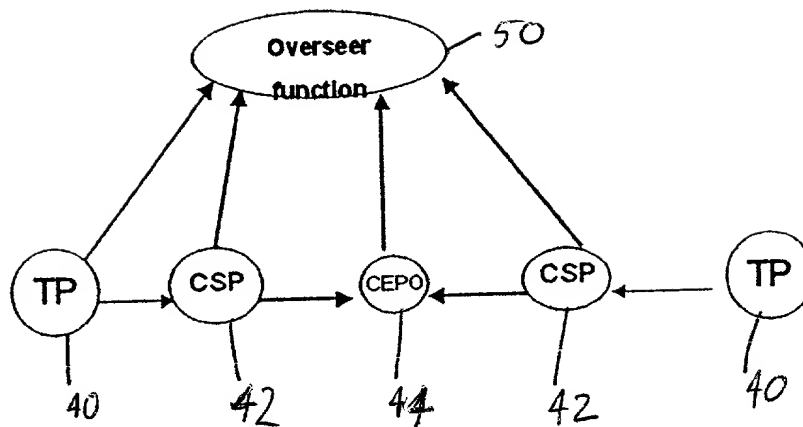 Overseer
function
50
TP
CSP
CEPO
CSP
TP
40
42
44
42
40